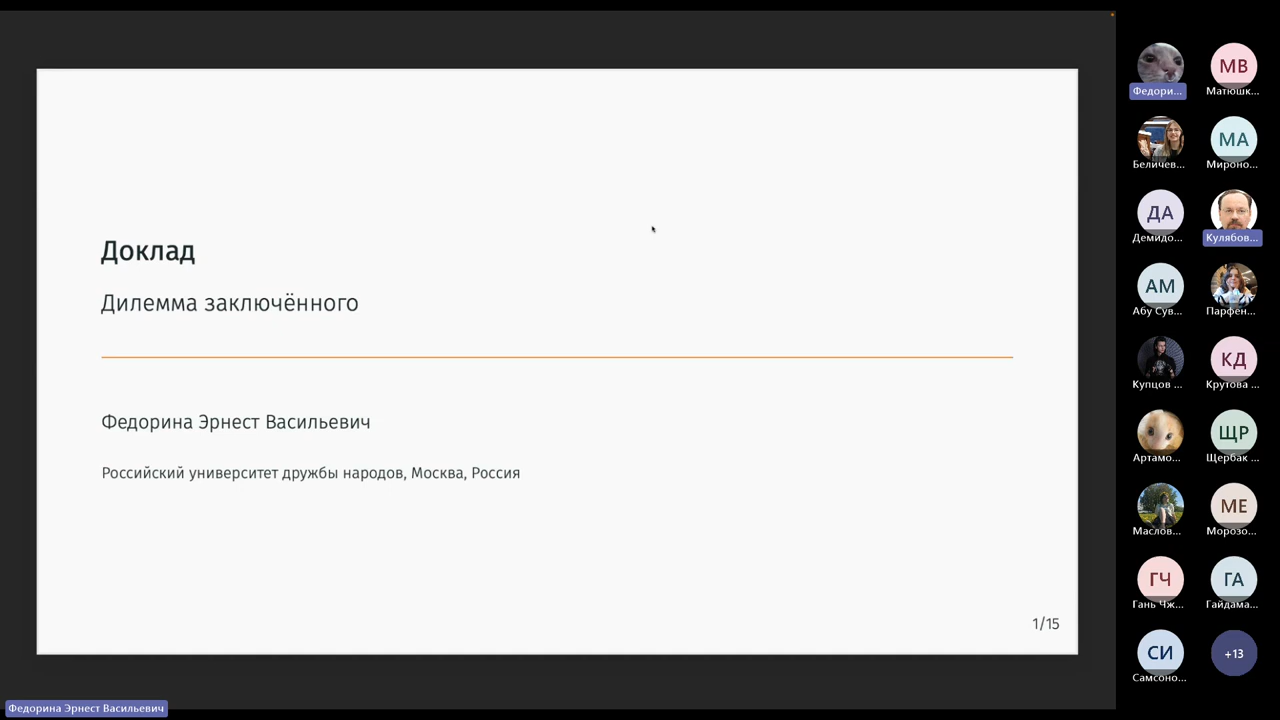 Доклад
Дилемма заключённого
Федорина Эрнест Васильевич
Российский университет дружбы народов, Москва, Россия
1/15
Федорина Эрнест Васильевич
Федори...
МВ
Матюшк...
Беличев...
МА
Мироно...
ДА
Демидо...
Кулябов...
АМ
Абу Сув...
Парфен...
Купцов ...
КД
Крутова ...
Артамо...
ЩР
Щербак ...
Маслов...
МЕ
Морозо...
ГЧ
Гань Чж...
ГА
Гайдама...
СИ
Самсоно...
+13